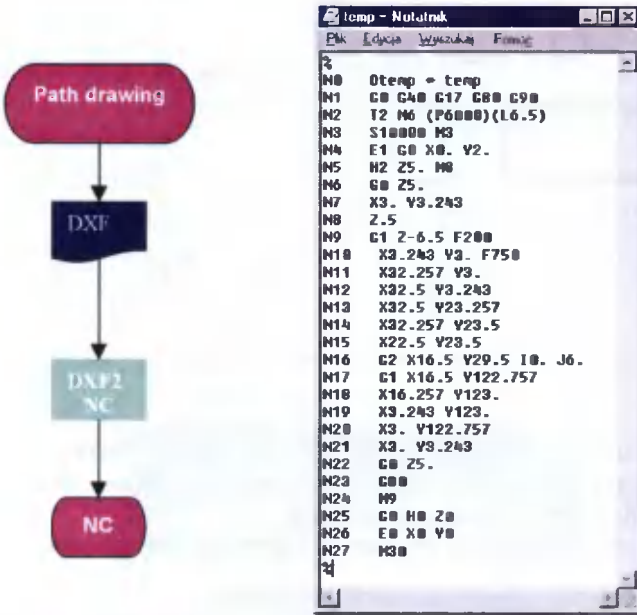 Path drawing
DXF
DXF2
NC
NC
temp - Notatnik
Plik Edycja Wyszukaj Pomoc
%
N0 Otemp = temp
N1 G0 G40 G17 G80 G90
N2 T2 M6 (P6000)(L6.5)
N3 S10000 M3
N4 E1 G0 X0. Y2.
N5 H2 Z5. M8
N6 G0 Z5.
N7 X3. Y3.243
N8 Z.5
N9 G1 Z-6.5 F200
N10 X3.243 Y3. F750
N11 X32.257 Y3.
N12 X32.5 Y3.243
N13 X32.5 Y23.257
N14 X32.257 Y23.5
N15 X22.5 Y23.5
N16 G2 X16.5 Y29.5 I0. J6.
N17 G1 X16.5 Y122.757
N18 X16.257 Y123.
N19 X3.243 Y123.
N20 X3. Y122.757
N21 X3. Y3.243
N22 G0 Z5.
N23 G80
N24 M9
N25 G0 H0 Z0
N26 E0 X0 Y0
N27 M30
%